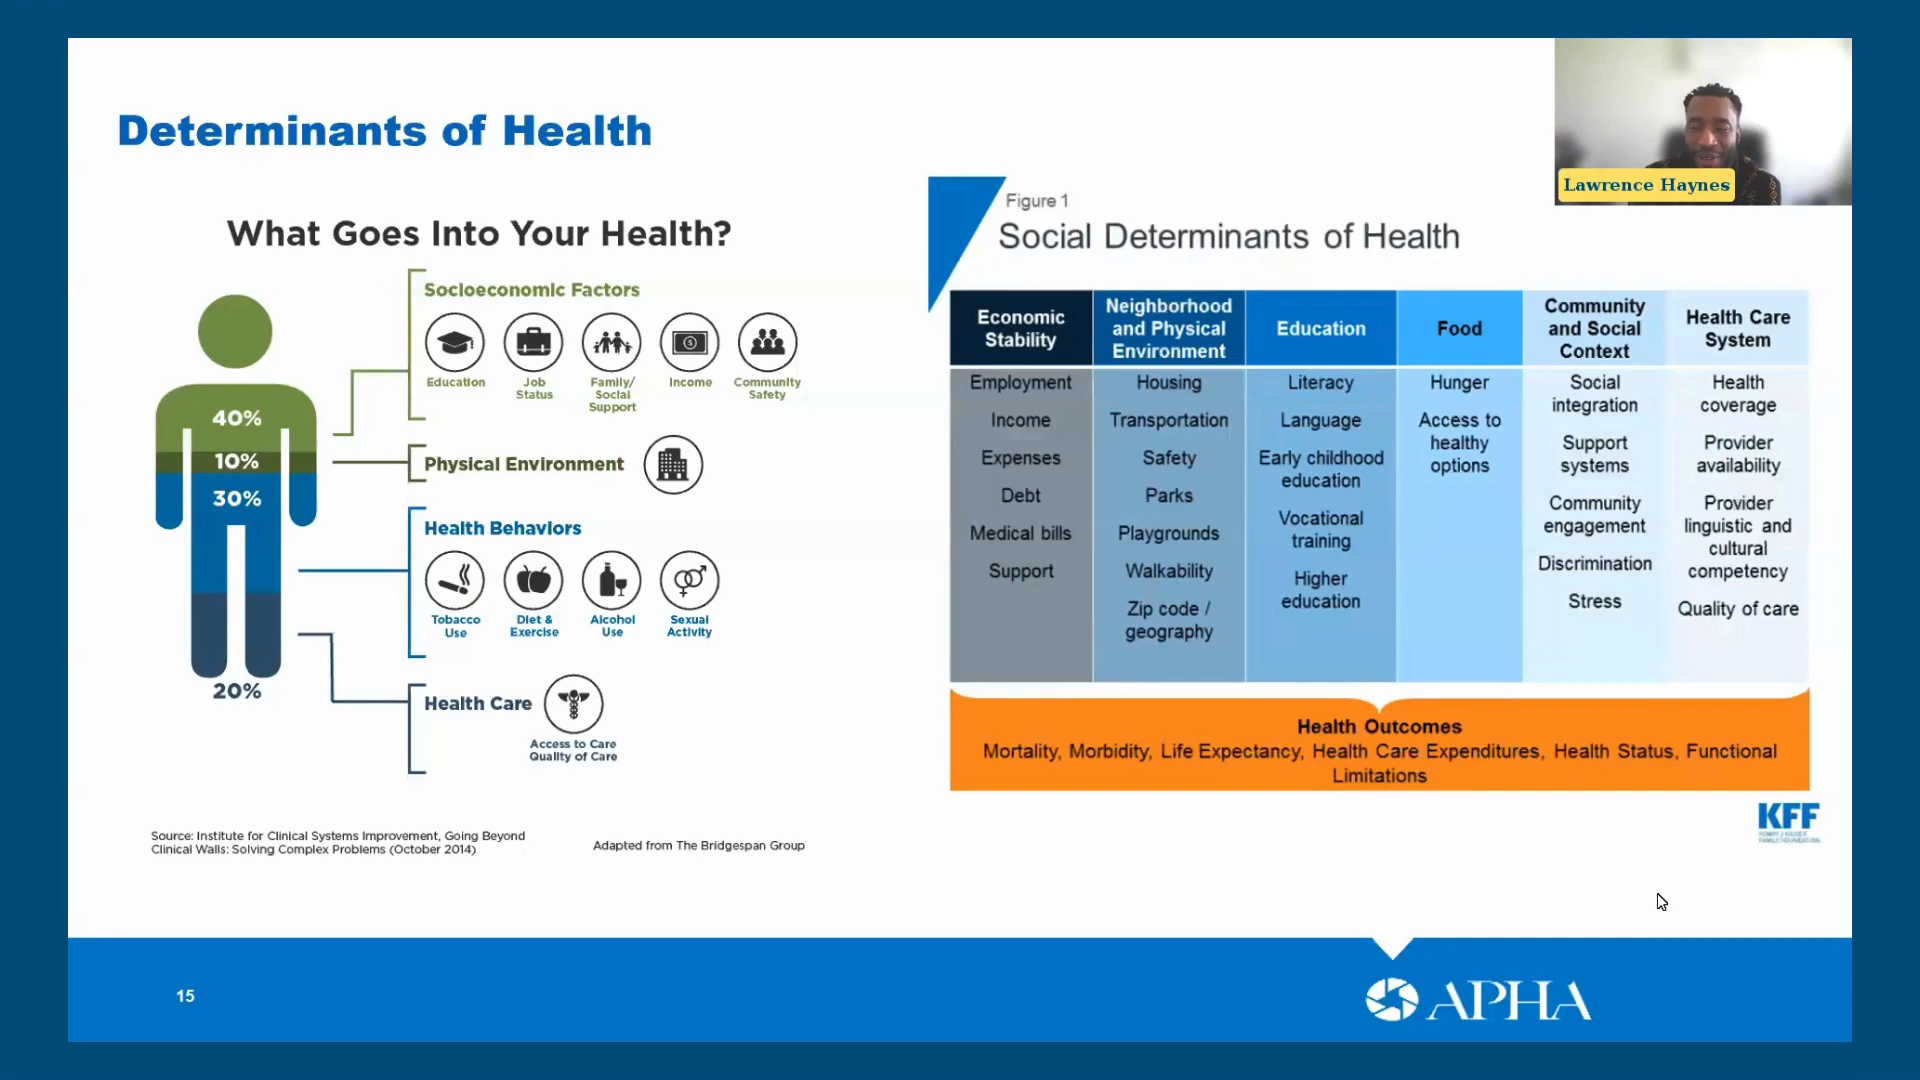 Determinants of Health
Lawrence Haynes
What Goes Into Your Health?
40%
10%
30%
20%
Socioeconomic Factors
Education
Job
Status
Family/
Social
Support
Income
Community
Safety
Physical Environment
Health Behaviors
Tobacco
Use
Diet &
Exercise
Alcohol
Use
Sexual
Activity
Health Care
Access to Care
Quality of Care
Source: Institute for Clinical Systems Improvement, Going Beyond
Clinical Walls: Solving Complex Problems (October 2014)
Adapted from The Bridgespan Group
Figure 1
Social Determinants of Health
Economic
Stability
Employment
Income
Expenses
Debt
Medical bills
Support
Neighborhood
and Physical
Environment
Housing
Transportation
Safety
Parks
Playgrounds
Walkability
Zip code /
geography
Education
Literacy
Language
Early childhood
education
Vocational
training
Higher
education
Food
Hunger
Access to
healthy
options
Community
and Social
Context
Social
integration
Support
systems
Community
engagement
Discrimination
Stress
Health Care
System
Health
coverage
Provider
availability
Provider
linguistic and
cultural
competency
Quality of care
Health Outcomes
Mortality, Morbidity, Life Expectancy, Health Care Expenditures, Health Status, Functional
Limitations
KFF
HENRY J KAISER
FAMILY FOUNDATION
15
APHA